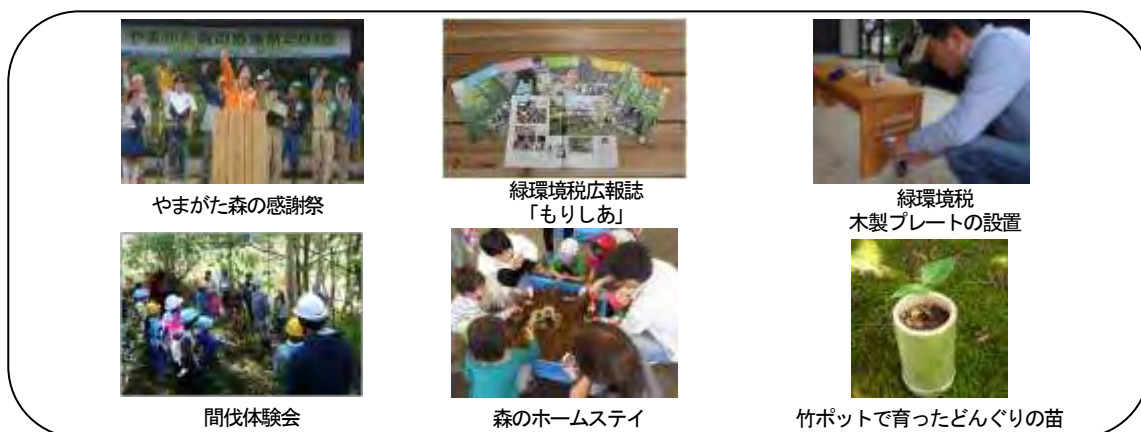 やまがた森の感謝祭
緑環境税広報誌
「もりしあ」
緑環境税
木製プレートの設置
間伐体験会
森のホームステイ
竹ポットで育ったどんぐりの苗